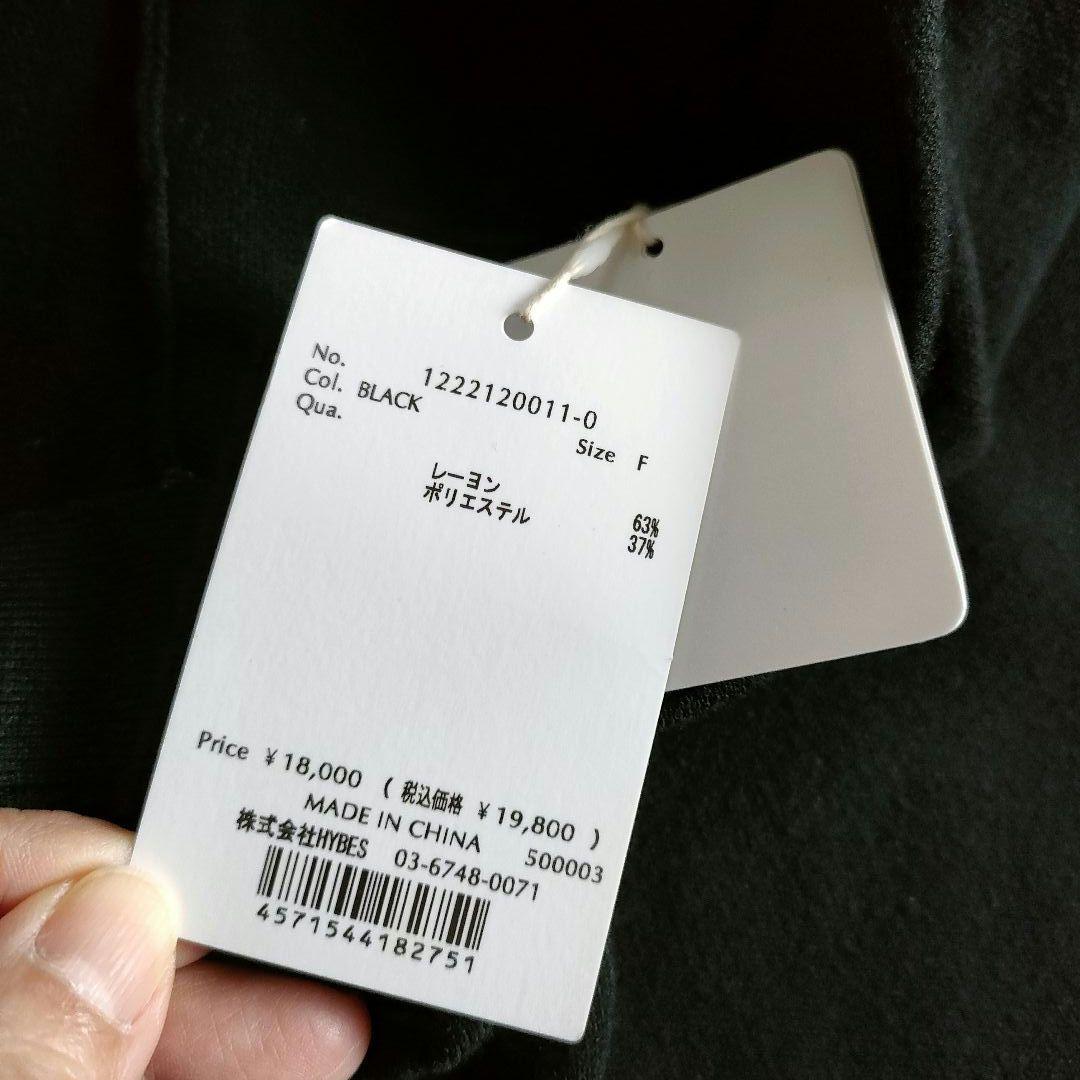 No. 1222120011-0
Col. BLACK
Qua. Size F
レーヨン 63%
ポリエステル 37%
Price ¥18,000 (税込価格 ¥19,800)
MADE IN CHINA 500003
株式会社HYBES 03-6748-0071
4571544182751